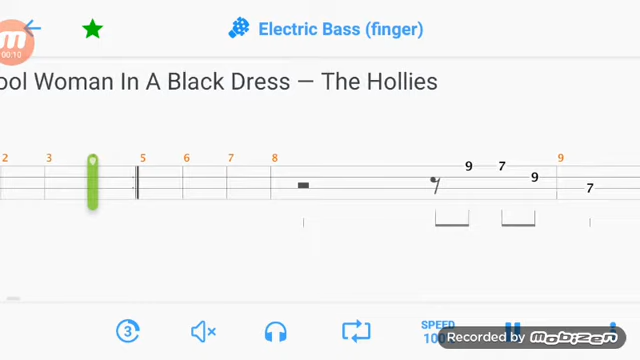 00:10
Electric Bass (finger)
ool Woman In A Black Dress — The Hollies
2 3 5 6 7 8 9
9 7 9 7
3
SPEED
100
Recorded by mobizen